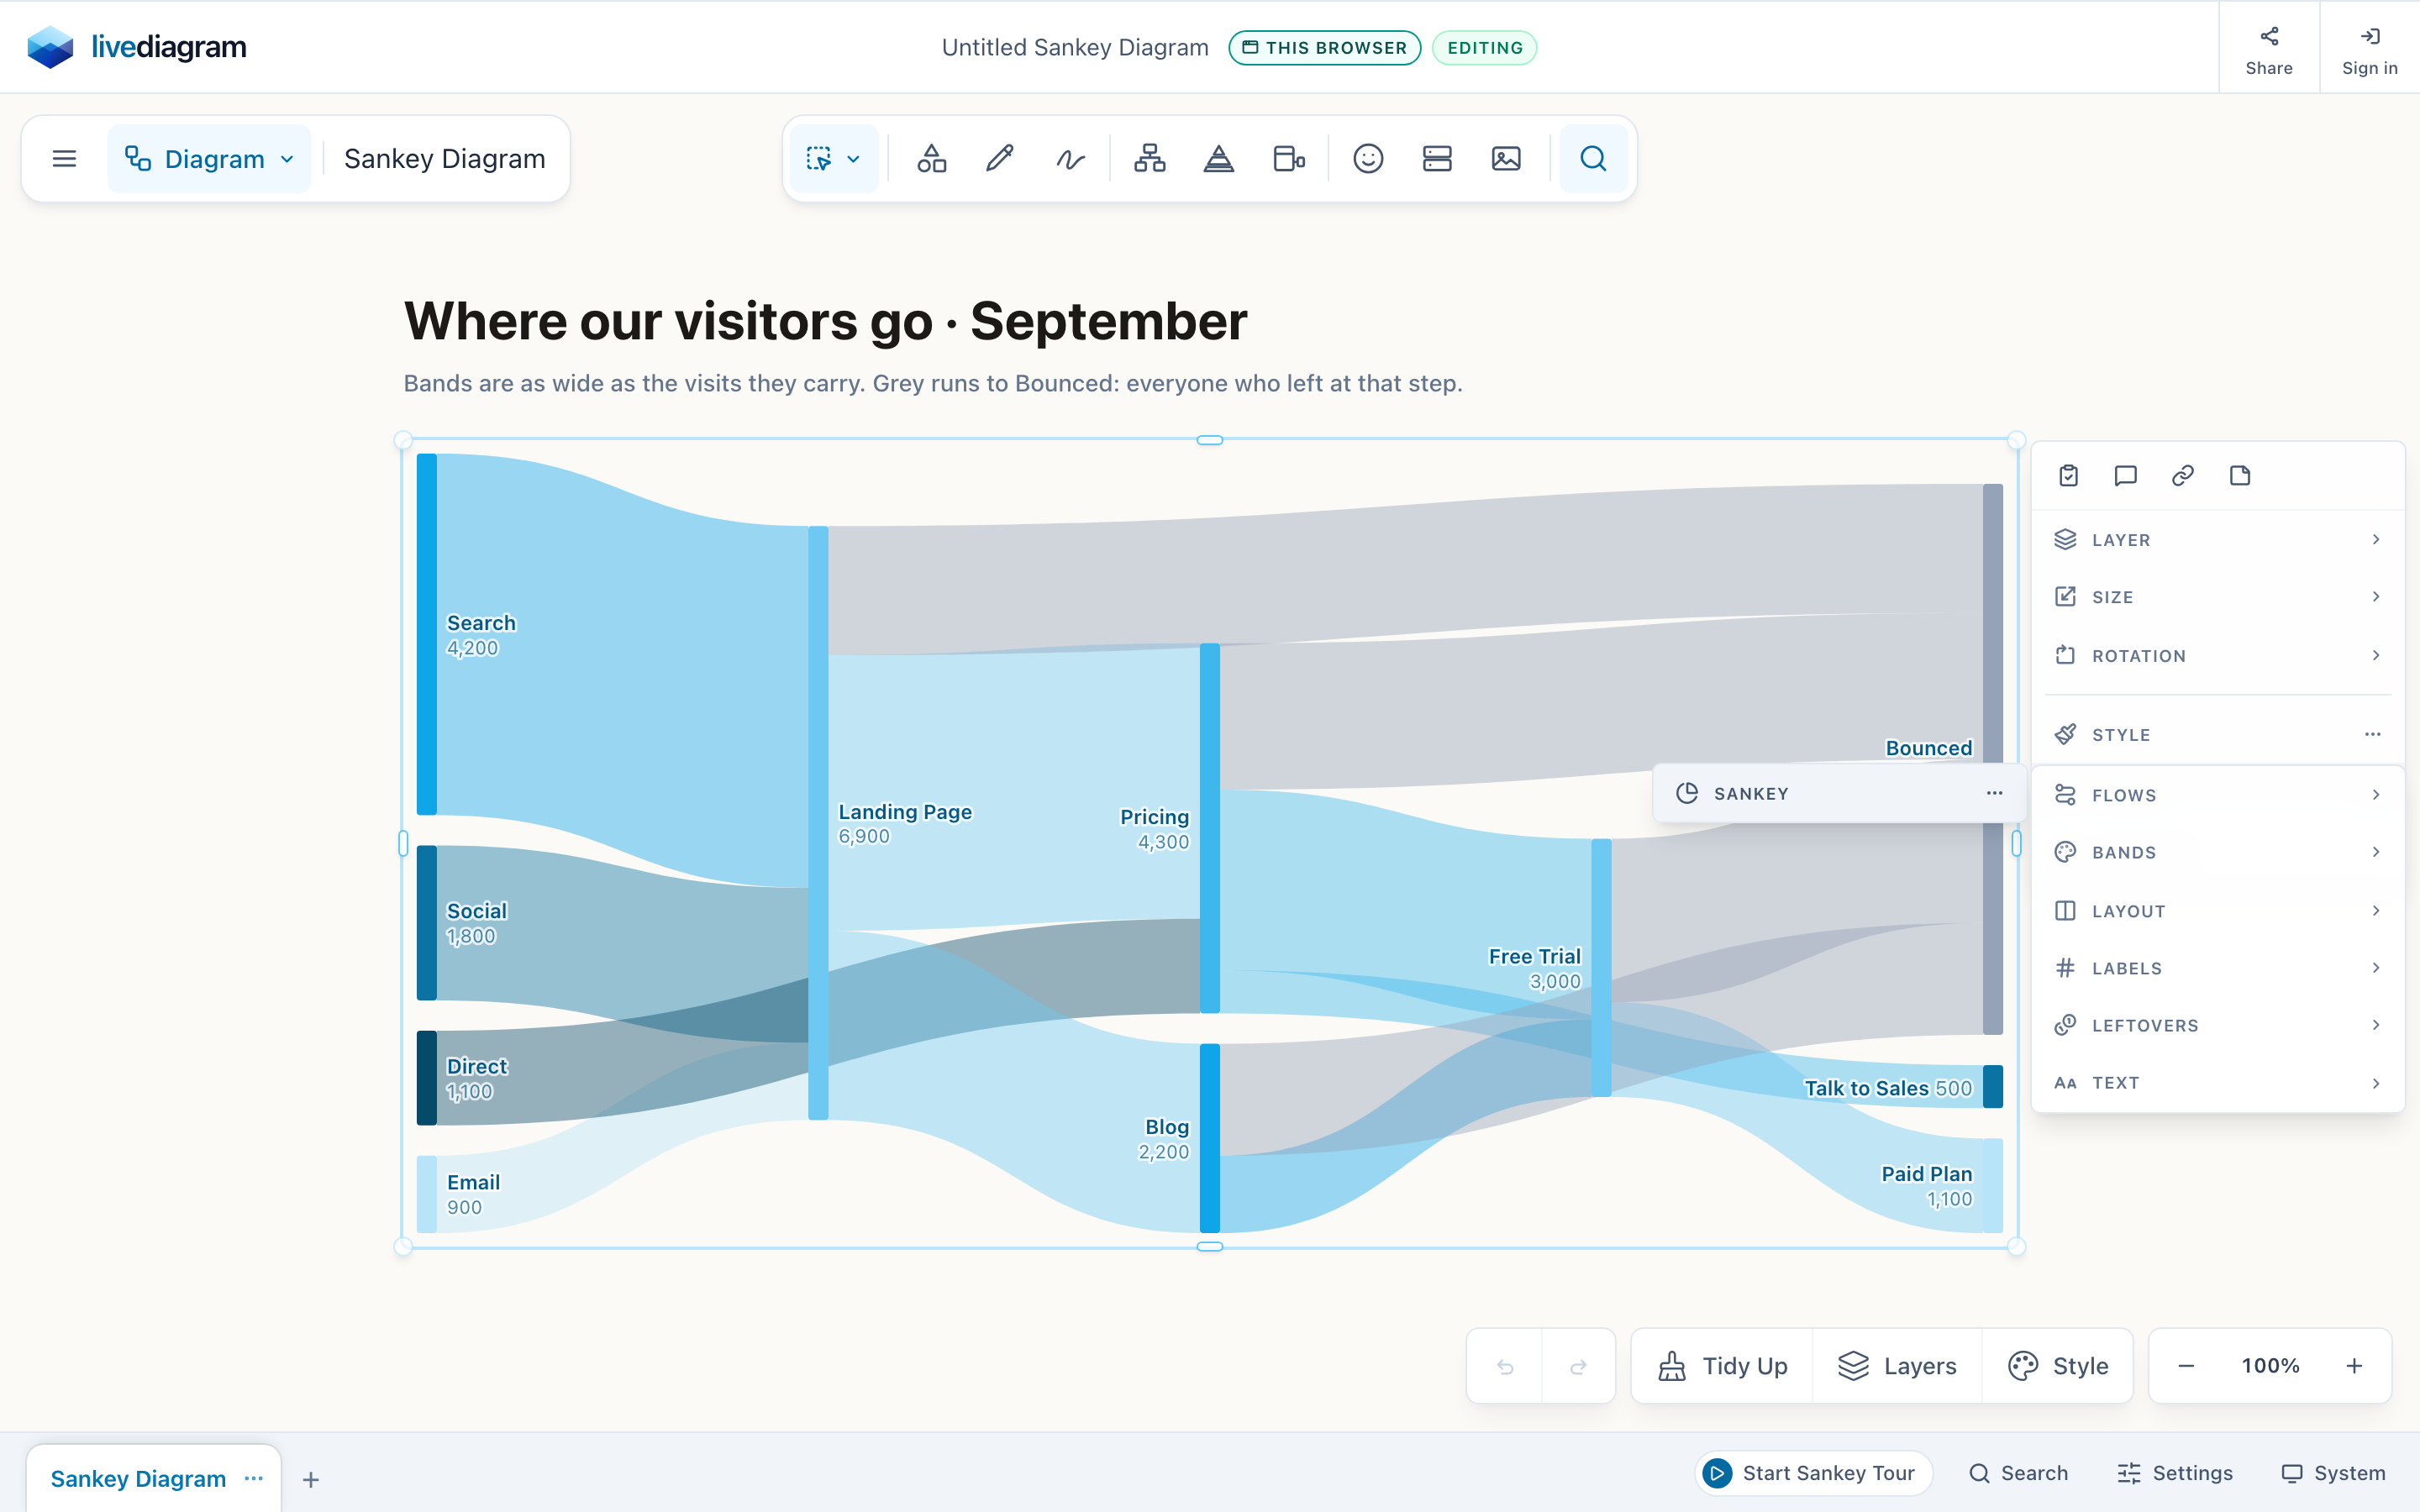 livediagram
Untitled Sankey Diagram
THIS BROWSER
EDITING
Share
Sign in
Diagram
Sankey Diagram
Where our visitors go · September
Bands are as wide as the visits they carry. Grey runs to Bounced: everyone who left at that step.
Search
4,200
Social
1,800
Direct
1,100
Email
900
Landing Page
6,900
Pricing
4,300
Blog
2,200
Free Trial
3,000
Bounced
Talk to Sales 500
Paid Plan
1,100
SANKEY
LAYER
SIZE
ROTATION
STYLE
FLOWS
BANDS
LAYOUT
LABELS
LEFTOVERS
TEXT
Tidy Up
Layers
Style
100%
Sankey Diagram
Start Sankey Tour
Search
Settings
System